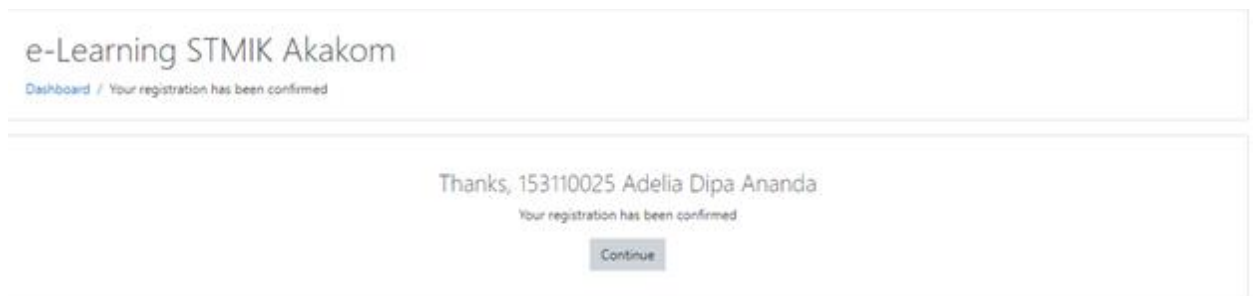 e-Learning STMIK Akakom
Dashboard / Your registration has been confirmed
Thanks, 153110025 Adelia Dipa Ananda
Your registration has been confirmed
Continue